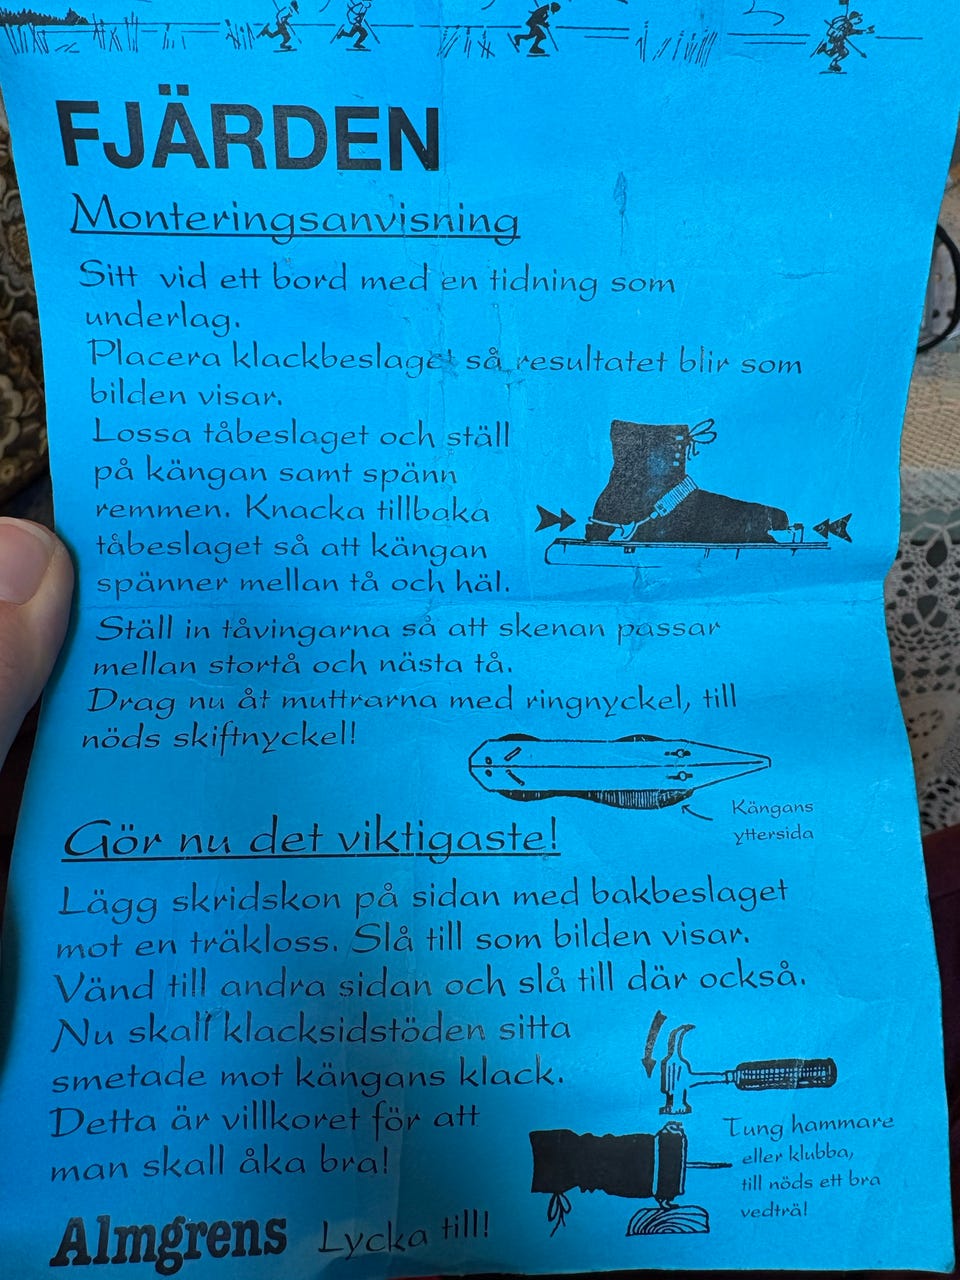 FJÄRDEN
Monteringsanvisning
Sitt vid ett bord med en tidning som
underlag.
Placera klackbeslaget så resultatet blir som
bilden visar.
Lossa tåbeslaget och ställ
på kängan samt spänn
remmen. Knacka tillbaka
tåbeslaget så att kängan
spänner mellan tå och häl.
Ställ in tåvingarna så att skenan passar
mellan stortå och nästa tå.
Drag nu åt muttrarna med ringnyckel, till
nöds skiftnyckel!
Kängans
yttersida
Gör nu det viktigaste!
Lägg skridskon på sidan med bakbeslaget
mot en träkloss. Slå till som bilden visar.
Vänd till andra sidan och slå till där också.
Nu skall klacksidstöden sitta
smetade mot kängans klack.
Detta är villkoret för att
man skall åka bra!
Tung hammare
eller klubba,
till nöds ett bra
vedträ!
Almgrens Lycka till!